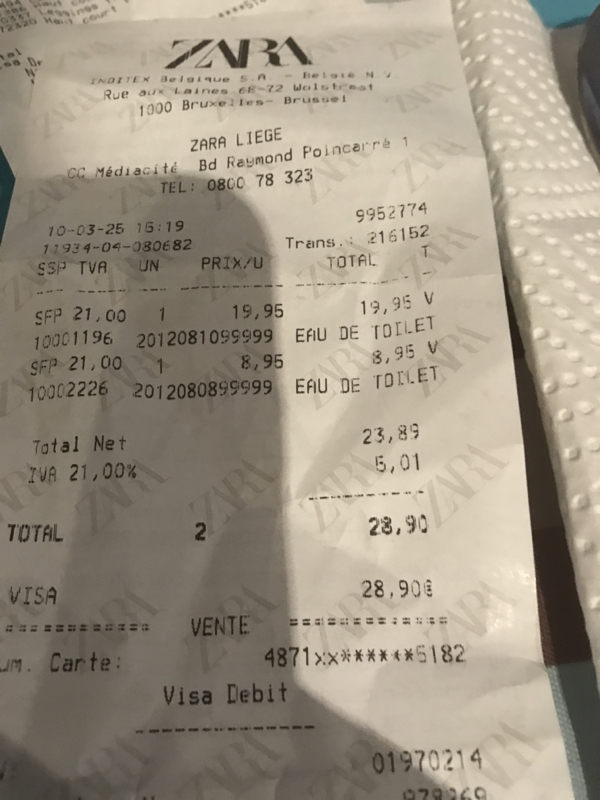 ZARA
INDITEX Belgique S.A. - België N.V.
Rue aux Laines 68-72 Wolstraat
1000 Bruxelles- Brussel
ZARA LIEGE
CC Médiacité Bd Raymond Poincarré 1
TEL: 0800 78 323
9952774
10-03-25 15:19
11934-04-080682 Trans.: 216152
SSP TVA UN PRIX/U TOTAL T
SFP 21,00 1 19,95 19,95 V
10001196 2012081099999 EAU DE TOILET
SFP 21,00 1 8,95 8,95 V
10002226 2012080899999 EAU DE TOILET
Total Net 23,89
IVA 21,00% 5,01
TOTAL 2 28,90
VISA 28,90€
============ VENTE =============
um. Carte: 4871xx******5182
Visa Debit
01970214